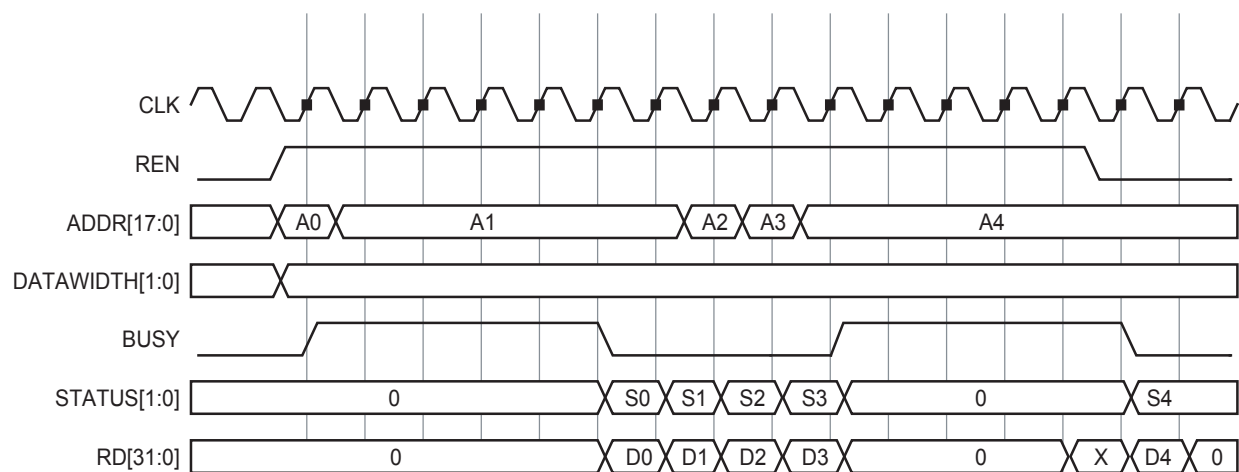 CLK
REN
ADDR[17:0] A0 A1 A2 A3 A4
DATAWIDTH[1:0]
BUSY
STATUS[1:0] 0 S0 S1 S2 S3 0 S4
RD[31:0] 0 D0 D1 D2 D3 0 X D4 0